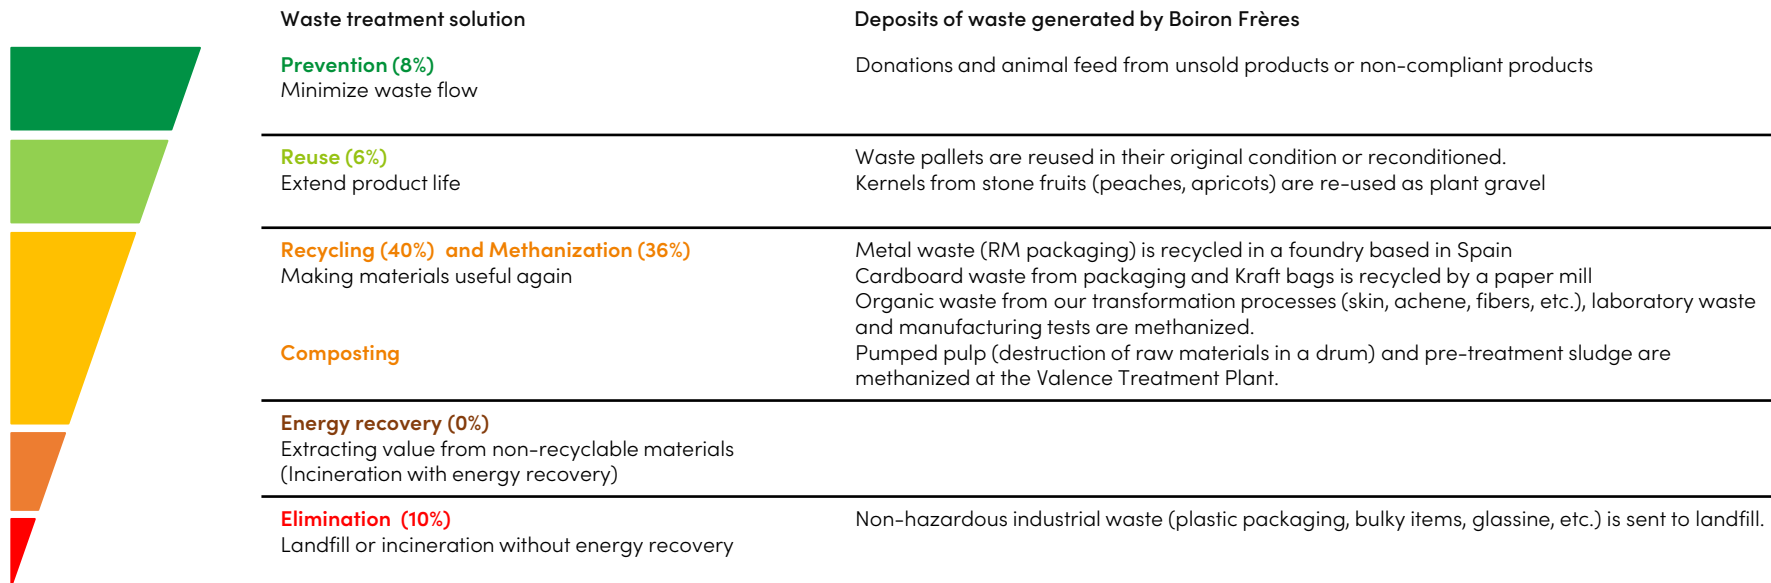 Waste treatment solution
Deposits of waste generated by Boiron Frères
Prevention (8%)
Minimize waste flow
Donations and animal feed from unsold products or non-compliant products
Reuse (6%)
Extend product life
Waste pallets are reused in their original condition or reconditioned.
Kernels from stone fruits (peaches, apricots) are re-used as plant gravel
Recycling (40%) and Methanization (36%)
Making materials useful again
Metal waste (RM packaging) is recycled in a foundry based in Spain
Cardboard waste from packaging and Kraft bags is recycled by a paper mill
Organic waste from our transformation processes (skin, achene, fibers, etc.), laboratory waste
and manufacturing tests are methanized.
Composting
Pumped pulp (destruction of raw materials in a drum) and pre-treatment sludge are
methanized at the Valence Treatment Plant.
Energy recovery (0%)
Extracting value from non-recyclable materials
(Incineration with energy recovery)
Elimination (10%)
Landfill or incineration without energy recovery
Non-hazardous industrial waste (plastic packaging, bulky items, glassine, etc.) is sent to landfill.